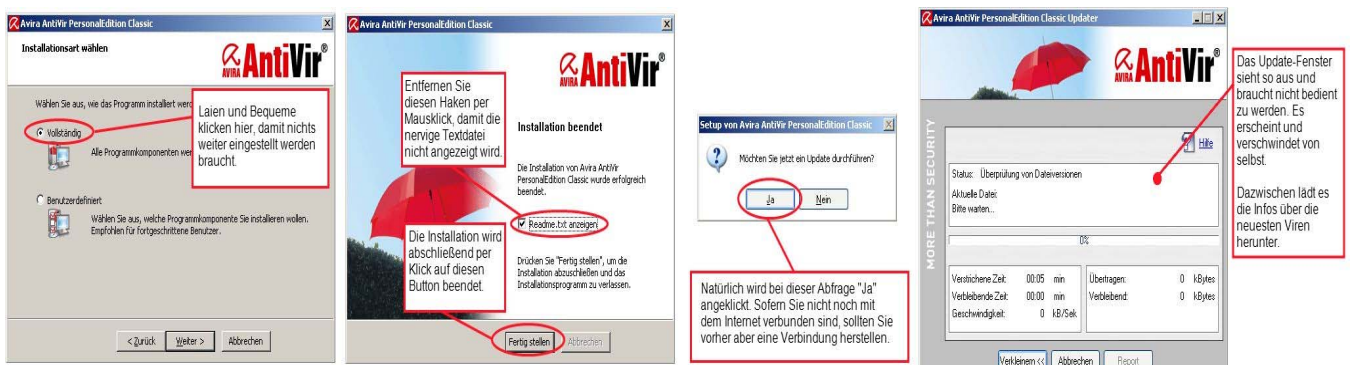 Avira AntiVir PersonalEdition Classic
Installationsart wählen
AVIRA AntiVir®
Wählen Sie aus, wie das Programm installiert
Vollständig
Alle Programmkomponenten
Laien und Bequeme
klicken hier, damit nichts
weiter eingestellt werden
braucht.
Benutzerdefiniert
Wählen Sie aus, welche Programmkomponente Sie installieren wollen.
Empfohlen für fortgeschrittene Benutzer.
< Zurück
Weiter >
Abbrechen
Avira AntiVir PersonalEdition Classic
AVIRA AntiVir®
Entfernen Sie
diesen Haken per
Mausklick, damit die
nervige Textdatei
nicht angezeigt wird.
Installation beendet
Die Installation von Avira AntiVir
PersonalEdition Classic wurde erfolgreich
beendet.
Readme.txt anzeigen
Die Installation wird
abschließend per
Klick auf diesen
Button beendet.
Drücken Sie "Fertig stellen", um die
Installation abzuschließen und das
Installationsprogramm zu verlassen.
Fertig stellen
Abbrechen
Setup von Avira AntiVir PersonalEdition Classic
Möchten Sie jetzt ein Update durchführen?
Ja
Nein
Natürlich wird bei dieser Abfrage "Ja"
angeklickt. Sofern Sie nicht noch mit
dem Internet verbunden sind, sollten Sie
vorher aber eine Verbindung herstellen.
Avira AntiVir PersonalEdition Classic Updater
AVIRA AntiVir®
MORE THAN SECURITY
Hilfe
Status: Überprüfung von Dateiversionen
Aktuelle Datei:
Bitte warten...
0%
Verstrichene Zeit: 00:05 min
Verbleibende Zeit: 00:00 min
Geschwindigkeit: 0 kB/Sek
Übertragen: 0 kBytes
Verbleibend: 0 kBytes
Verkleinern <<
Abbrechen
Report
Das Update-Fenster
sieht so aus und
braucht nicht bedient
zu werden. Es
erscheint und
verschwindet von
selbst.
Dazwischen lädt es
die Infos über die
neuesten Viren
herunter.